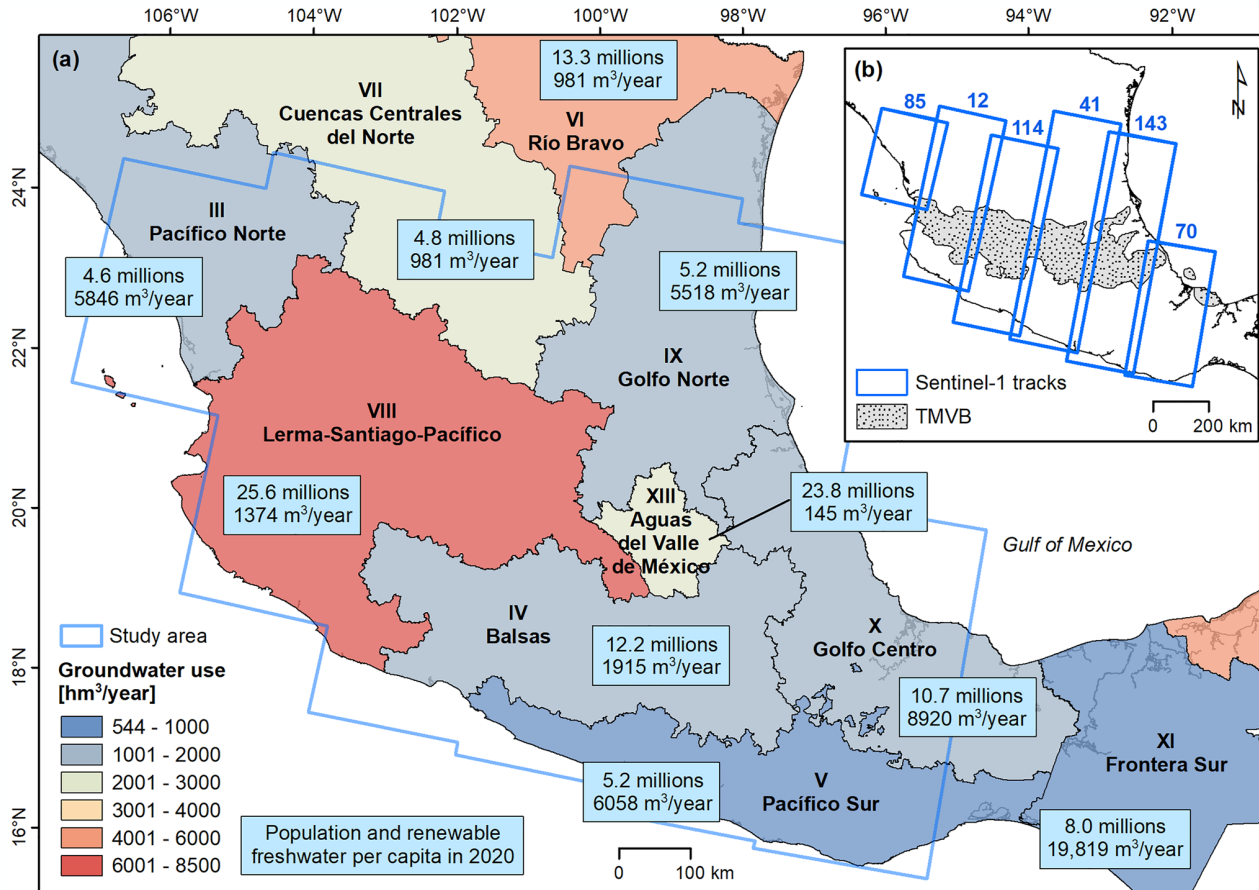 106°W
104°W
102°W
100°W
98°W
96°W
94°W
92°W
(a)
13.3 millions
981 m³/year
VII
Cuencas Centrales
del Norte
VI
Río Bravo
24°N
III
Pacífico Norte
4.8 millions
981 m³/year
4.6 millions
5846 m³/year
5.2 millions
5518 m³/year
22°N
IX
Golfo Norte
VIII
Lerma-Santiago-Pacífico
25.6 millions
1374 m³/year
20°N
XIII
Aguas
del Valle
de México
23.8 millions
145 m³/year
Gulf of Mexico
IV
Balsas
12.2 millions
1915 m³/year
X
Golfo Centro
10.7 millions
8920 m³/year
18°N
XI
Frontera Sur
5.2 millions
6058 m³/year
V
Pacífico Sur
8.0 millions
19,819 m³/year
16°N
Study area
Groundwater use
[hm³/year]
544 - 1000
1001 - 2000
2001 - 3000
3001 - 4000
4001 - 6000
6001 - 8500
Population and renewable
freshwater per capita in 2020
0 100 km
(b)
85
12
114
41
143
70
N
Sentinel-1 tracks
TMVB
0 200 km